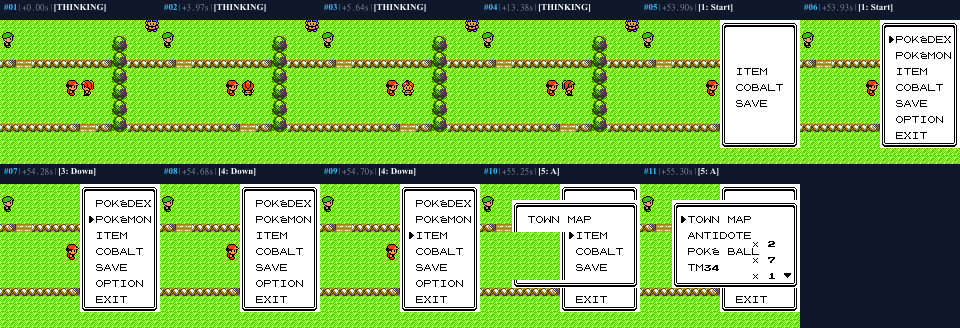 #01|+0.00s|[THINKING]
#02|+3.97s|[THINKING]
#03|+5.64s|[THINKING]
#04|+13.38s|[THINKING]
#05|+53.90s|[1: Start]
#06|+53.93s|[1: Start]
ITEM
COBALT
SAVE
▶POKéDEX
POKéMON
ITEM
COBALT
SAVE
OPTION
EXIT
#07|+54.28s|[3: Down]
#08|+54.68s|[4: Down]
#09|+54.70s|[4: Down]
#10|+55.25s|[5: A]
#11|+55.30s|[5: A]
POKéDEX
▶POKéMON
ITEM
COBALT
SAVE
OPTION
EXIT
POKéDEX
POKéMON
ITEM
COBALT
SAVE
OPTION
EXIT
POKéDEX
POKéMON
▶ITEM
COBALT
SAVE
OPTION
EXIT
TOWN MAP
▶ITEM
COBALT
SAVE
EXIT
▶TOWN MAP
ANTIDOTE
× 2
POKé BALL
× 7
TM34
× 1 ▼
EXIT